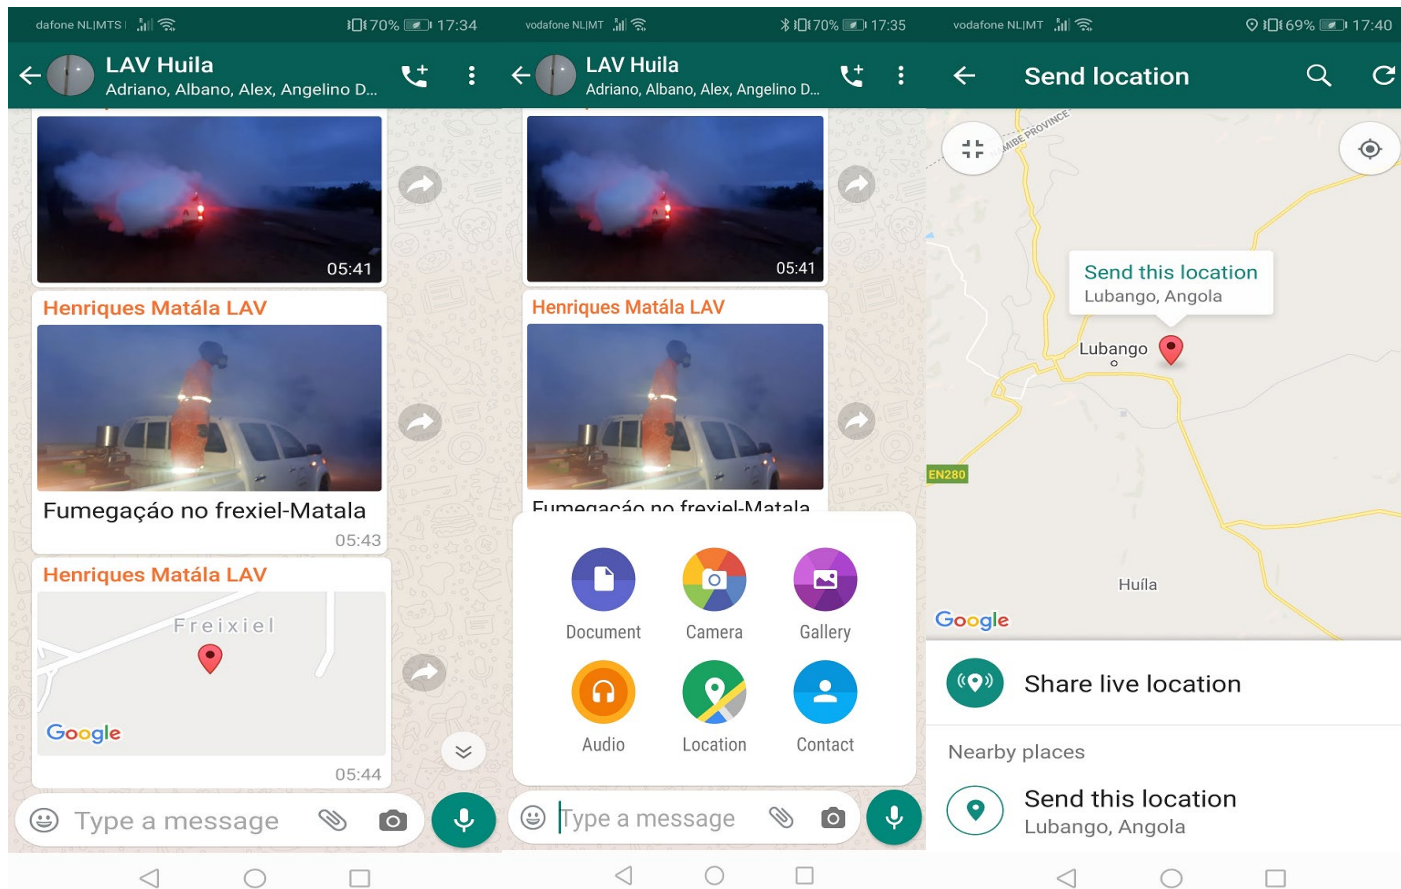 dafone NL|MTS
70%
17:34
LAV Huila
Adriano, Albano, Alex, Angelino D...
05:41
Henriques Matála LAV
Fumegaçáo no frexiel-Matala
05:43
Henriques Matála LAV
Freixiel
Google
05:44
Type a message
vodafone NL|MT
70%
17:35
LAV Huila
Adriano, Albano, Alex, Angelino D...
05:41
Henriques Matála LAV
Fumegaçáo no frexiel-Matala
Document
Camera
Gallery
Audio
Location
Contact
Type a message
vodafone NL|MT
69%
17:40
Send location
MIBE PROVINCE
Send this location
Lubango, Angola
Lubango
EN280
Huíla
Google
Share live location
Nearby places
Send this location
Lubango, Angola